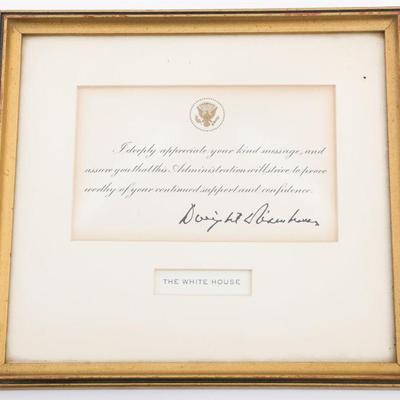 I deeply appreciate your kind message, and
assure you that this Administration will strive to prove
worthy of your continued support and confidence.
Dwight D Eisenhower
THE WHITE HOUSE